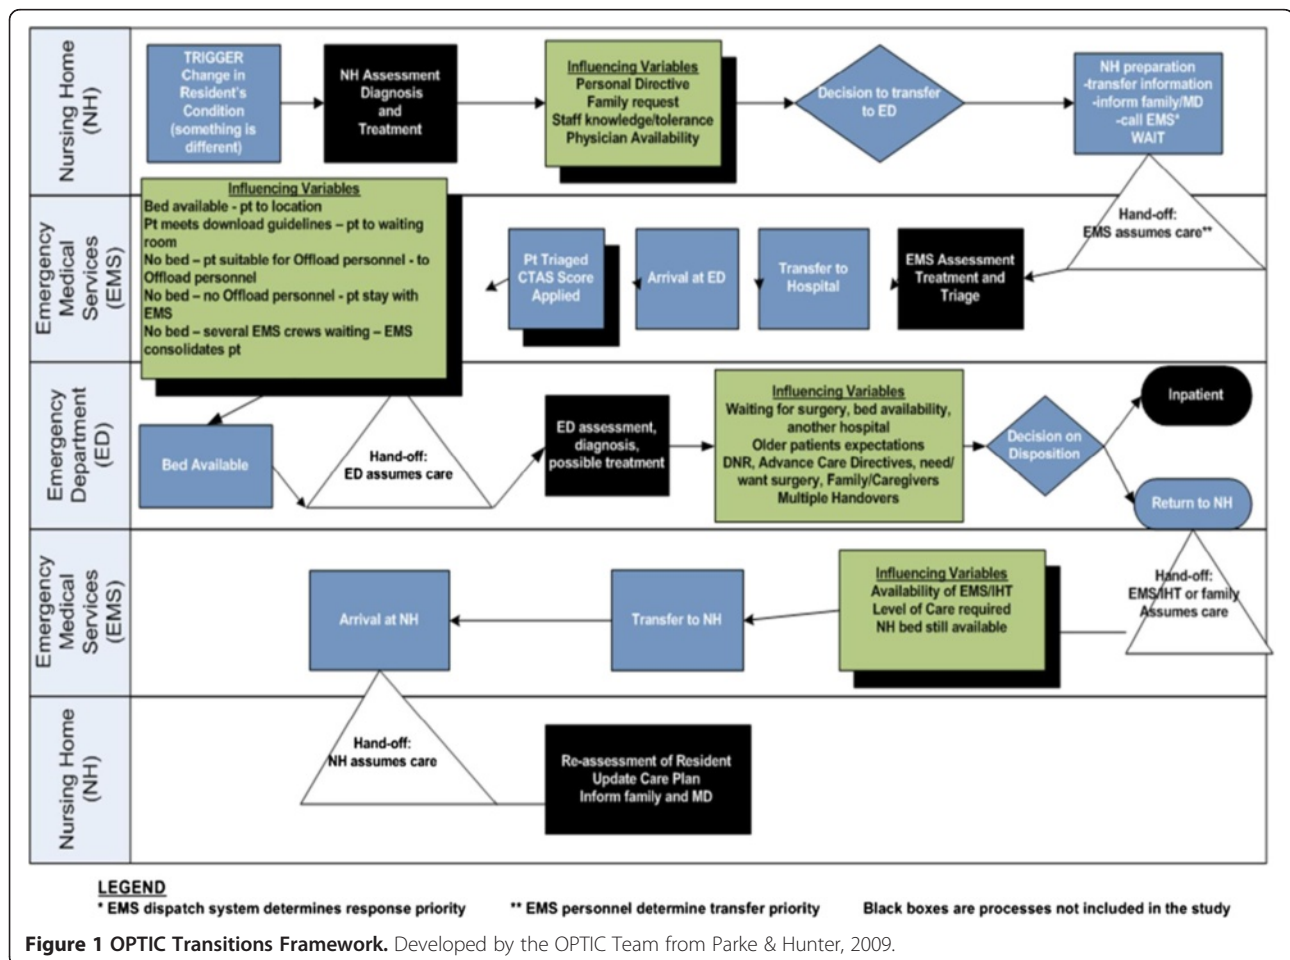 Nursing Home
(NH)
TRIGGER
Change in
Resident's
Condition
(something is
different)
NH Assessment
Diagnosis
and
Treatment
Influencing Variables
Personal Directive
Family request
Staff knowledge/tolerance
Physician Availability
Decision to transfer
to ED
NH preparation
-transfer information
-inform family/MD
-call EMS*
WAIT
Emergency
Medical
Services
(EMS)
Influencing Variables
Bed available - pt to location
Pt meets download guidelines – pt to waiting
room
No bed – pt suitable for Offload personnel - to
Offload personnel
No bed – no Offload personnel - pt stay with
EMS
No bed – several EMS crews waiting – EMS
consolidates pt
Pt Triaged
CTAS Score
Applied
Arrival at ED
Transfer to
Hospital
EMS Assessment
Treatment and
Triage
Hand-off:
EMS assumes care**
Emergency
Department
(ED)
Bed Available
Hand-off:
ED assumes care
ED assessment,
diagnosis,
possible treatment
Influencing Variables
Waiting for surgery, bed availability,
another hospital
Older patients expectations
DNR, Advance Care Directives, need/
want surgery, Family/Caregivers
Multiple Handovers
Decision on
Disposition
Inpatient
Return to NH
Emergency
Medical
Services
(EMS)
Arrival at NH
Transfer to NH
Influencing Variables
Availability of EMS/IHT
Level of Care required
NH bed still available
Hand-off:
EMS/IHT or family
Assumes care
Nursing Home
(NH)
Hand-off:
NH assumes care
Re-assessment of Resident
Update Care Plan
Inform family and MD
LEGEND
* EMS dispatch system determines response priority
** EMS personnel determine transfer priority
Black boxes are processes not included in the study
Figure 1 OPTIC Transitions Framework. Developed by the OPTIC Team from Parke & Hunter, 2009.